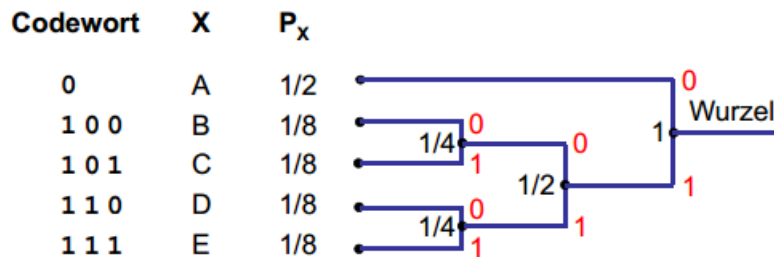 Codewort X Pₓ
0 A 1/2 0
Wurzel
1 0 0 B 1/8 0
1/4 0 1
1 0 1 C 1/8 1
1/2 1
1 1 0 D 1/8 0
1/4 1
1 1 1 E 1/8 1